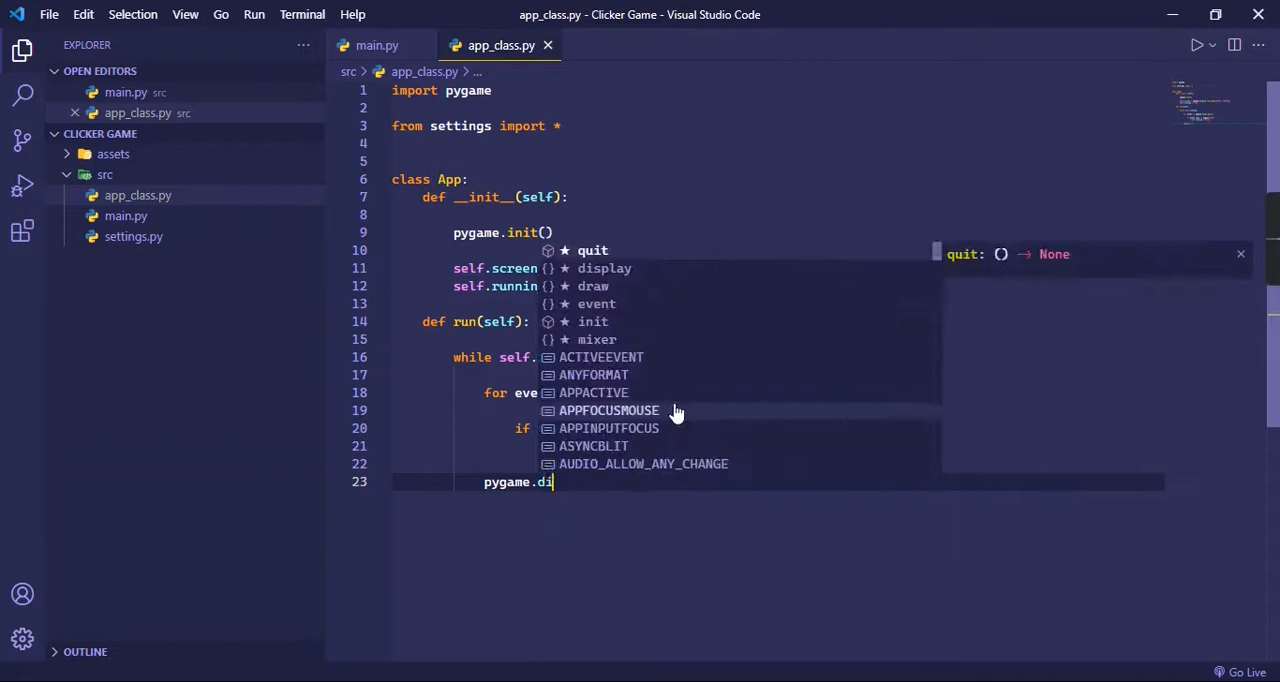 File Edit Selection View Go Run Terminal Help app_class.py - Clicker Game - Visual Studio Code
EXPLORER ... main.py app_class.py
OPEN EDITORS
main.py src
app_class.py src
CLICKER GAME
assets
src
app_class.py
main.py
settings.py
OUTLINE
src > app_class.py > ...
1 import pygame
2
3 from settings import *
4
5
6 class App:
7 def __init__(self):
8
9 pygame.init()
10
11 self.screen
12 self.runnin
13
14 def run(self):
15
16 while self.
17
18 for eve
19
20 if
21
22
23 pygame.di
quit
display
draw
event
init
mixer
ACTIVEEVENT
ANYFORMAT
APPACTIVE
APPFOCUSMOUSE
APPINPUTFOCUS
ASYNCBLIT
AUDIO_ALLOW_ANY_CHANGE
quit: () → None
Go Live